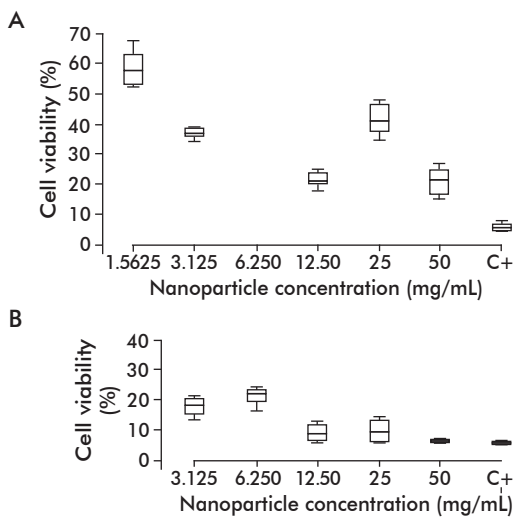 A
70
60
50
40
30
20
10
0
Cell viability (%)
1.5625 3.125 6.250 12.50 25 50 C+
Nanoparticle concentration (mg/mL)
B
40
30
20
10
0
Cell viability
(%)
3.125 6.250 12.50 25 50 C+
Nanoparticle concentration (mg/mL)